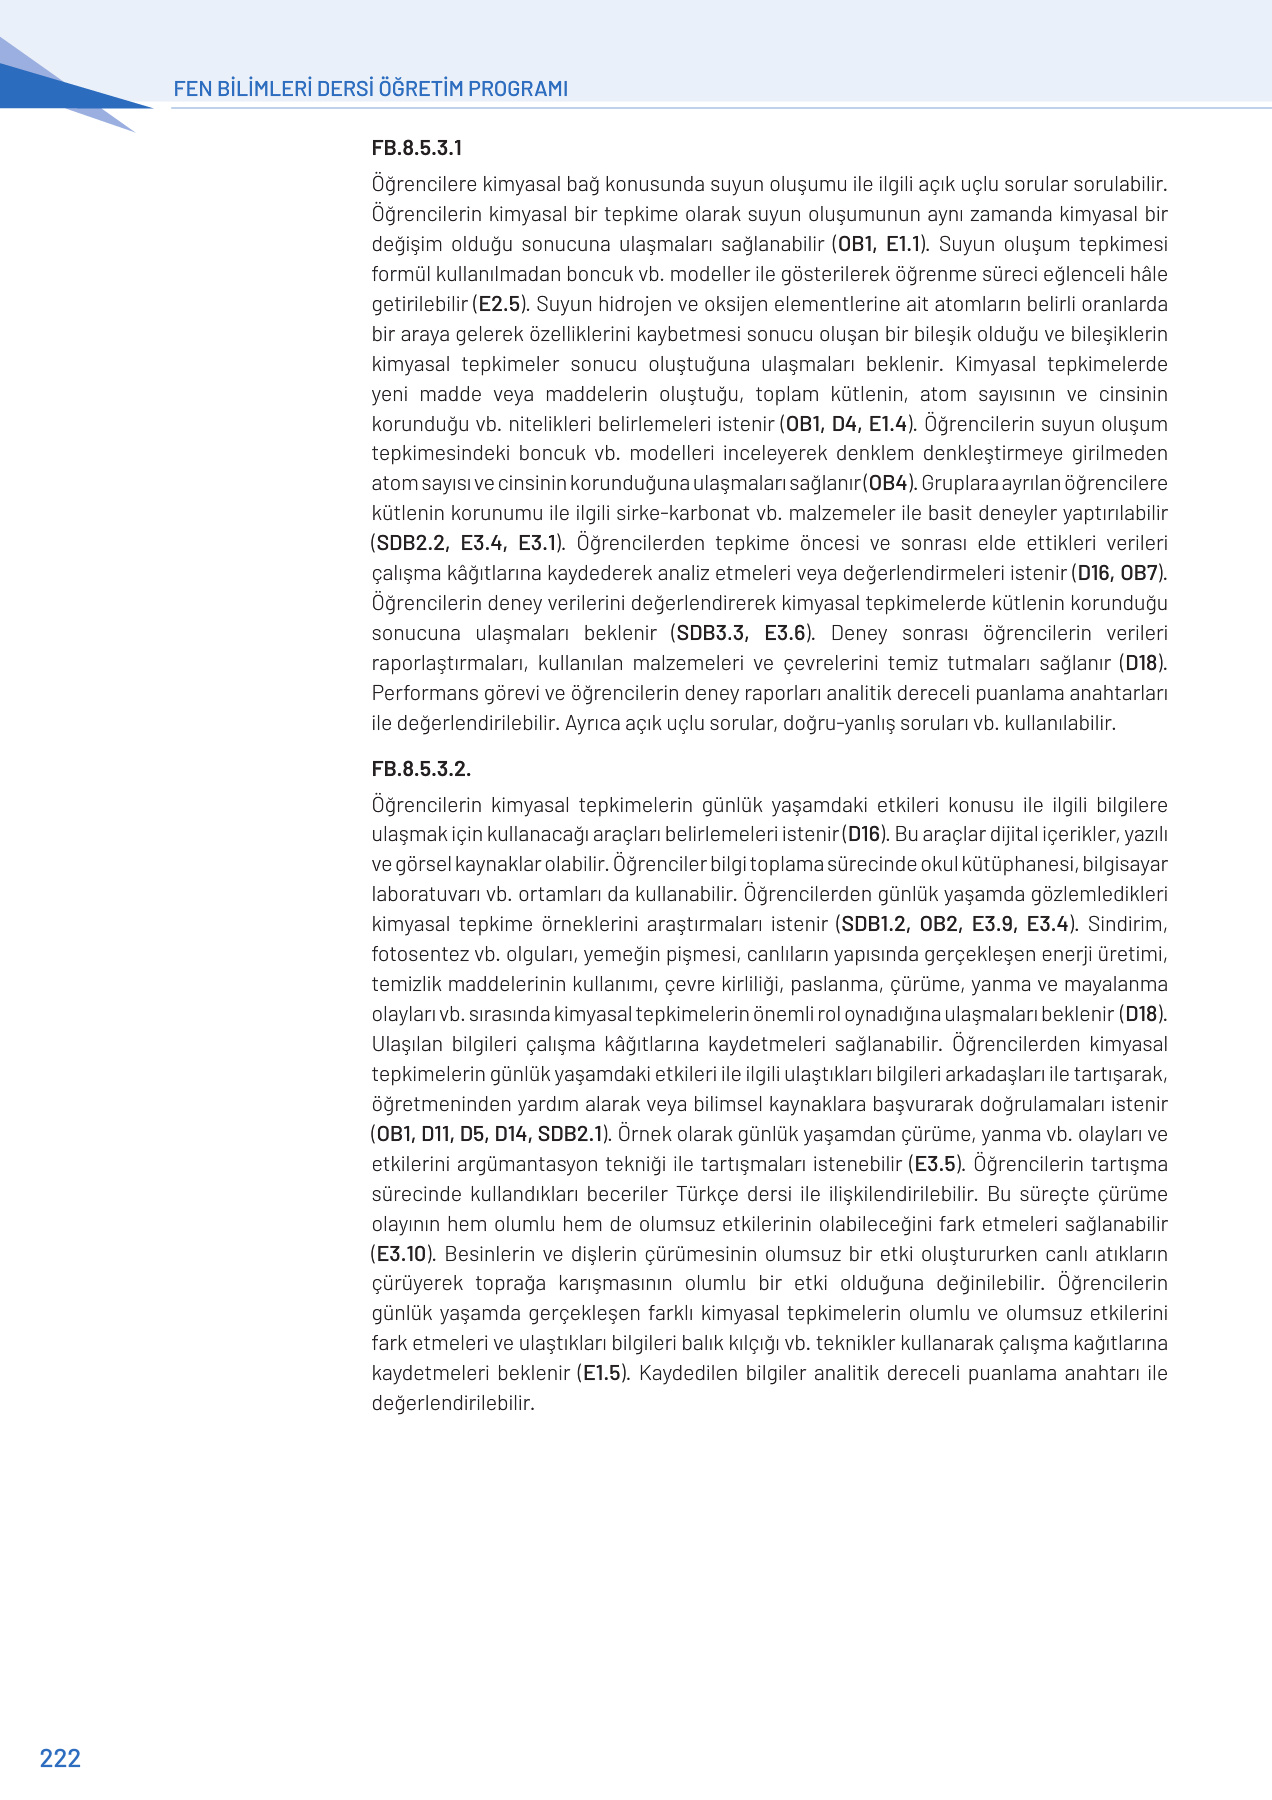 FEN BİLİMLERİ DERSİ ÖĞRETİM PROGRAMI
FB.8.5.3.1
Öğrencilere kimyasal bağ konusunda suyun oluşumu ile ilgili açık uçlu sorular sorulabilir.
Öğrencilerin kimyasal bir tepkime olarak suyun oluşumunun aynı zamanda kimyasal bir
değişim olduğu sonucuna ulaşmaları sağlanabilir (OB1, E1.1). Suyun oluşum tepkimesi
formül kullanılmadan boncuk vb. modeller ile gösterilerek öğrenme süreci eğlenceli hâle
getirilebilir (E2.5). Suyun hidrojen ve oksijen elementlerine ait atomların belirli oranlarda
bir araya gelerek özelliklerini kaybetmesi sonucu oluşan bir bileşik olduğu ve bileşiklerin
kimyasal tepkimeler sonucu oluştuğuna ulaşmaları beklenir. Kimyasal tepkimelerde
yeni madde veya maddelerin oluştuğu, toplam kütlenin, atom sayısının ve cinsinin
korunduğu vb. nitelikleri belirlemeleri istenir (OB1, D4, E1.4). Öğrencilerin suyun oluşum
tepkimesindeki boncuk vb. modelleri inceleyerek denklem denkleştirmeye girilmeden
atom sayısı ve cinsinin korunduğuna ulaşmaları sağlanır (OB4). Gruplara ayrılan öğrencilere
kütlenin korunumu ile ilgili sirke-karbonat vb. malzemeler ile basit deneyler yaptırılabilir
(SDB2.2, E3.4, E3.1). Öğrencilerden tepkime öncesi ve sonrası elde ettikleri verileri
çalışma kâğıtlarına kaydederek analiz etmeleri veya değerlendirmeleri istenir (D16, OB7).
Öğrencilerin deney verilerini değerlendirerek kimyasal tepkimelerde kütlenin korunduğu
sonucuna ulaşmaları beklenir (SDB3.3, E3.6). Deney sonrası öğrencilerin verileri
raporlaştırmaları, kullanılan malzemeleri ve çevrelerini temiz tutmaları sağlanır (D18).
Performans görevi ve öğrencilerin deney raporları analitik dereceli puanlama anahtarları
ile değerlendirilebilir. Ayrıca açık uçlu sorular, doğru-yanlış soruları vb. kullanılabilir.
FB.8.5.3.2.
Öğrencilerin kimyasal tepkimelerin günlük yaşamdaki etkileri konusu ile ilgili bilgilere
ulaşmak için kullanacağı araçları belirlemeleri istenir (D16). Bu araçlar dijital içerikler, yazılı
ve görsel kaynaklar olabilir. Öğrenciler bilgi toplama sürecinde okul kütüphanesi, bilgisayar
laboratuvarı vb. ortamları da kullanabilir. Öğrencilerden günlük yaşamda gözlemledikleri
kimyasal tepkime örneklerini araştırmaları istenir (SDB1.2, OB2, E3.9, E3.4). Sindirim,
fotosentez vb. olguları, yemeğin pişmesi, canlıların yapısında gerçekleşen enerji üretimi,
temizlik maddelerinin kullanımı, çevre kirliliği, paslanma, çürüme, yanma ve mayalanma
olayları vb. sırasında kimyasal tepkimelerin önemli rol oynadığına ulaşmaları beklenir (D18).
Ulaşılan bilgileri çalışma kâğıtlarına kaydetmeleri sağlanabilir. Öğrencilerden kimyasal
tepkimelerin günlük yaşamdaki etkileri ile ilgili ulaştıkları bilgileri arkadaşları ile tartışarak,
öğretmeninden yardım alarak veya bilimsel kaynaklara başvurarak doğrulamaları istenir
(OB1, D11, D5, D14, SDB2.1). Örnek olarak günlük yaşamdan çürüme, yanma vb. olayları ve
etkilerini argümantasyon tekniği ile tartışmaları istenebilir (E3.5). Öğrencilerin tartışma
sürecinde kullandıkları beceriler Türkçe dersi ile ilişkilendirilebilir. Bu süreçte çürüme
olayının hem olumlu hem de olumsuz etkilerinin olabileceğini fark etmeleri sağlanabilir
(E3.10). Besinlerin ve dişlerin çürümesinin olumsuz bir etki oluştururken canlı atıkların
çürüyerek toprağa karışmasının olumlu bir etki olduğuna değinilebilir. Öğrencilerin
günlük yaşamda gerçekleşen farklı kimyasal tepkimelerin olumlu ve olumsuz etkilerini
fark etmeleri ve ulaştıkları bilgileri balık kılçığı vb. teknikler kullanarak çalışma kağıtlarına
kaydetmeleri beklenir (E1.5). Kaydedilen bilgiler analitik dereceli puanlama anahtarı ile
değerlendirilebilir.
222